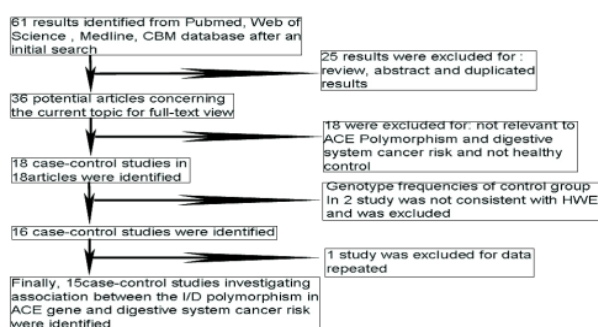 61 results identified from Pubmed, Web of
Science , Medline, CBM database after an
initial search
25 results were excluded for :
review, abstract and duplicated
results
36 potential articles concerning
the current topic for full-text view
18 were excluded for: not relevant to
ACE Polymorphism and digestive
system cancer risk and not healthy
control
18 case-control studies in
18articles were identified
Genotype frequencies of control group
In 2 study was not consistent with HWE
and was excluded
16 case-control studies were identified
1 study was excluded for data
repeated
Finally, 15case-control studies investigating
association between the I/D polymorphism in
ACE gene and digestive system cancer risk
were identified